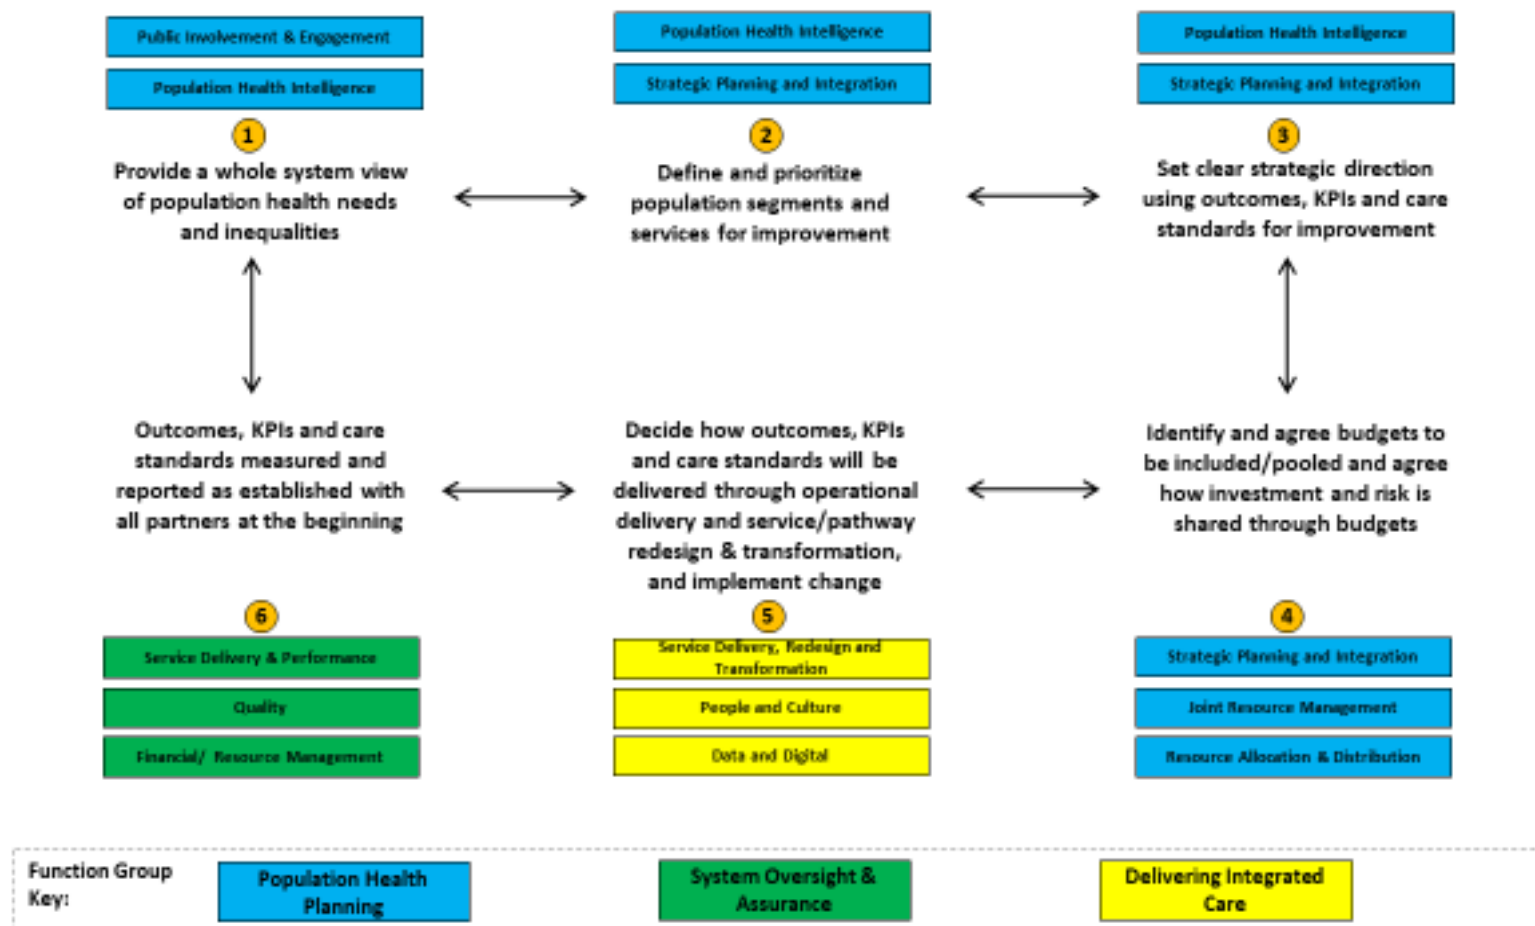 Public Involvement & Engagement
Population Health Intelligence
1
Provide a whole system view
of population health needs
and inequalities
Population Health Intelligence
Strategic Planning and Integration
2
Define and prioritize
population segments and
services for improvement
Population Health Intelligence
Strategic Planning and Integration
3
Set clear strategic direction
using outcomes, KPIs and care
standards for improvement
Outcomes, KPIs and care
standards measured and
reported as established with
all partners at the beginning
6
Service Delivery & Performance
Quality
Financial/ Resource Management
Decide how outcomes, KPIs
and care standards will be
delivered through operational
delivery and service/pathway
redesign & transformation,
and implement change
5
Service Delivery, Redesign and
Transformation
People and Culture
Data and Digital
Identify and agree budgets to
be included/pooled and agree
how investment and risk is
shared through budgets
4
Strategic Planning and Integration
Joint Resource Management
Resource Allocation & Distribution
Function Group
Key:
Population Health
Planning
System Oversight &
Assurance
Delivering Integrated
Care